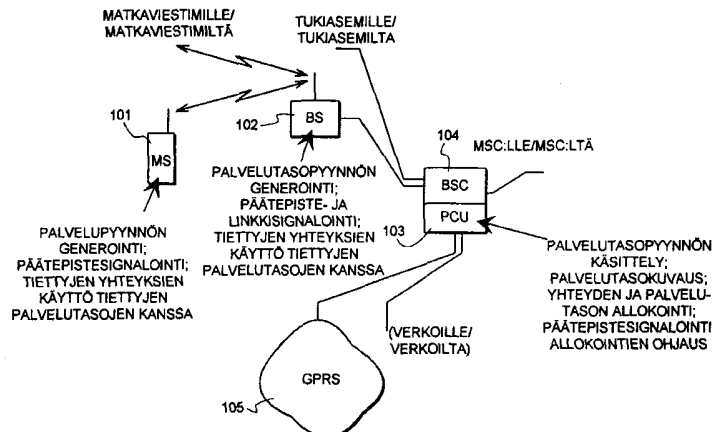 MATKAVIESTIMILLE/
MATKAVIESTIMILTÄ
TUKIASEMILLE/
TUKIASEMILTA
101
MS
102
BS
104
MSC:LLE/MSC:LTÄ
BSC
PCU
103
PALVELUPYYNNÖN
GENEROINTI;
PÄÄTEPISTESIGNALOINTI;
TIETTYJEN YHTEYKSIEN
KÄYTTÖ TIETTYJEN
PALVELUTASOJEN KANSSA
PALVELUTASOPYYNNÖN
GENEROINTI;
PÄÄTEPISTE- JA
LINKKISIGNALOINTI;
TIETTYJEN YHTEYKSIEN
KÄYTTÖ TIETTYJEN
PALVELUTASOJEN KANSSA
PALVELUTASOPYYNNÖN
KÄSITTELY;
PALVELUTASOKUVAUS;
YHTEYDEN JA PALVELU-
TASON ALLOKOINTI;
PÄÄTEPISTESIGNALOINTI
ALLOKOINTIEN OHJAUS
(VERKOILLE/
VERKOILTA)
GPRS
105